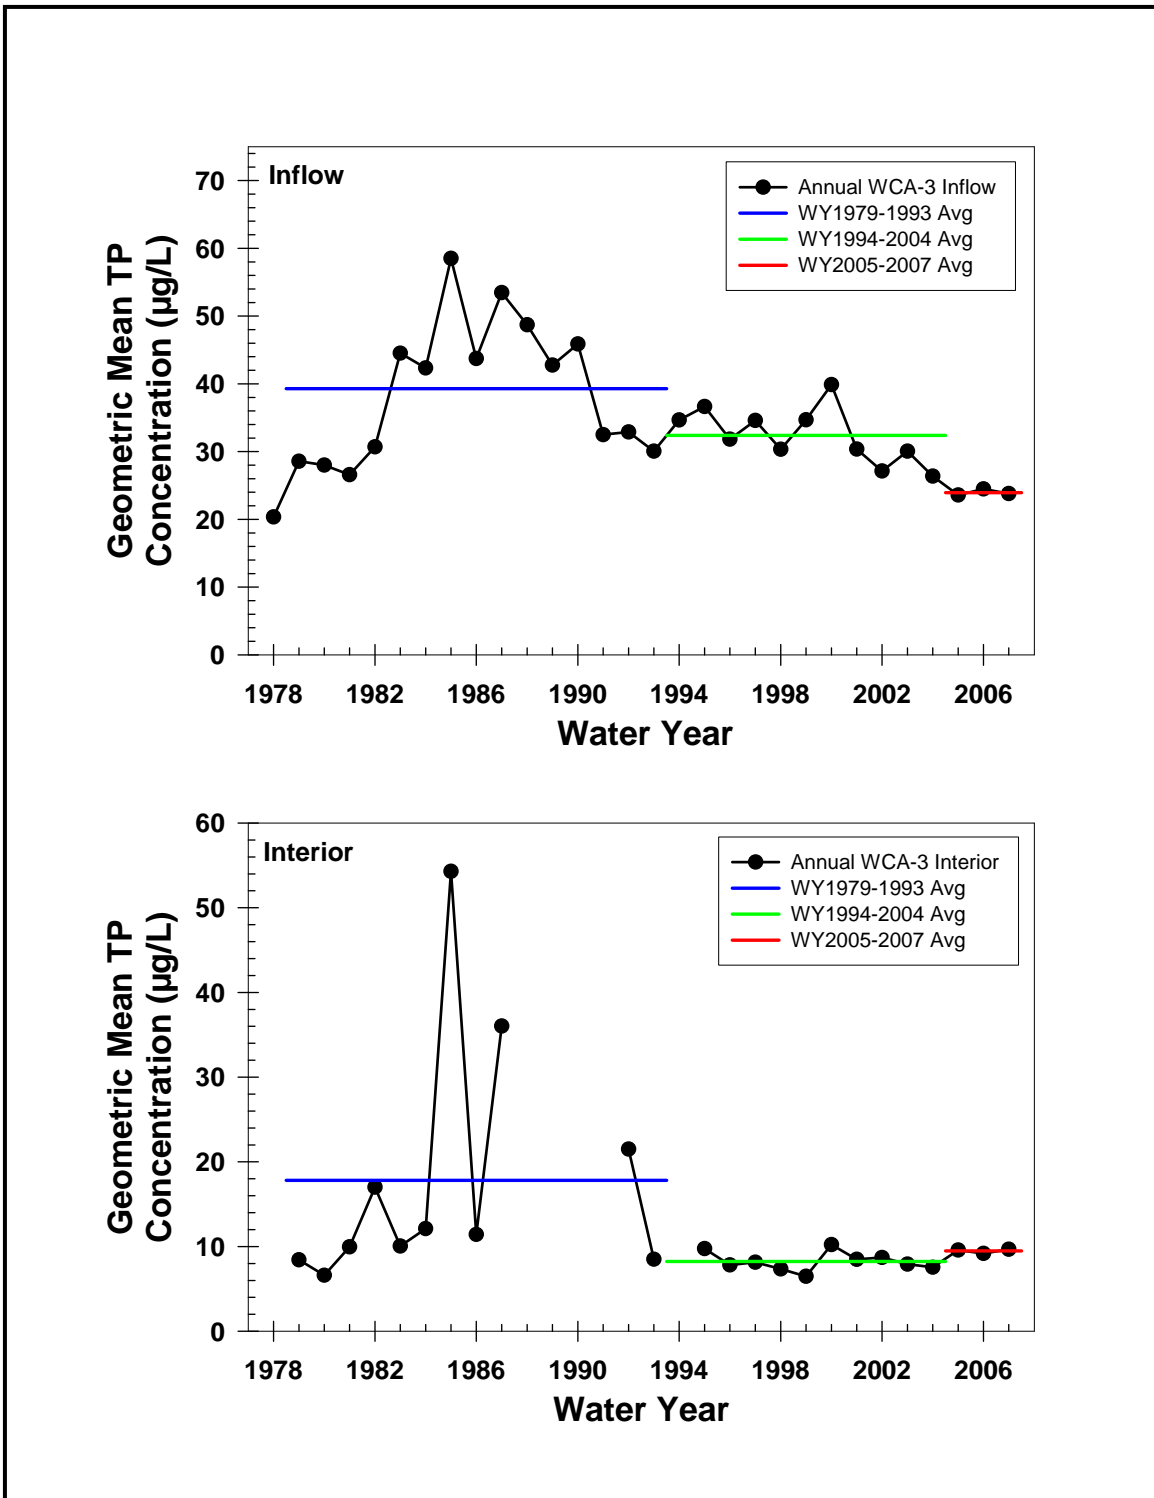 Inflow
Annual WCA-3 Inflow
WY1979-1993 Avg
WY1994-2004 Avg
WY2005-2007 Avg
Geometric Mean TP
Concentration (µg/L)
70
60
50
40
30
20
10
0
1978 1982 1986 1990 1994 1998 2002 2006
Water Year
Interior
Annual WCA-3 Interior
WY1979-1993 Avg
WY1994-2004 Avg
WY2005-2007 Avg
Geometric Mean TP
Concentration (µg/L)
60
50
40
30
20
10
0
1978 1982 1986 1990 1994 1998 2002 2006
Water Year